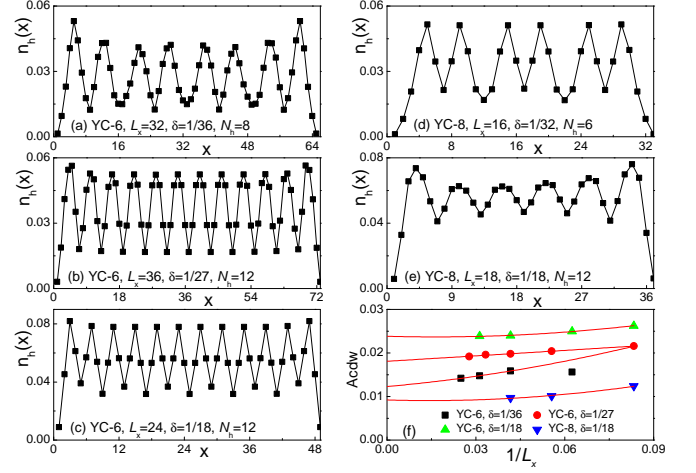 0.06
0.03
0.00
n_h(x)
(a) YC-6, L_x=32, δ=1/36, N_h=8
0 16 32 48 64
x
0.06
0.03
0.00
n_h(x)
(b) YC-6, L_x=36, δ=1/27, N_h=12
0 18 36 54 72
x
0.08
0.04
0.00
n_h(x)
(c) YC-6, L_x=24, δ=1/18, N_h=12
0 8 16 24 32 40 48
x
0.06
0.03
0.00
n_h(x)
(d) YC-8, L_x=16, δ=1/32, N_h=6
0 8 16 24 32
x
0.08
0.04
0.00
n_h(x)
(e) YC-8, L_x=18, δ=1/18, N_h=12
0 9 18 27 36
x
0.03
0.02
0.01
0.00
Acdw
YC-6, δ=1/36 YC-6, δ=1/27
YC-6, δ=1/18 YC-8, δ=1/18
(f)
0.00 0.03 0.06 0.09
1/L_x